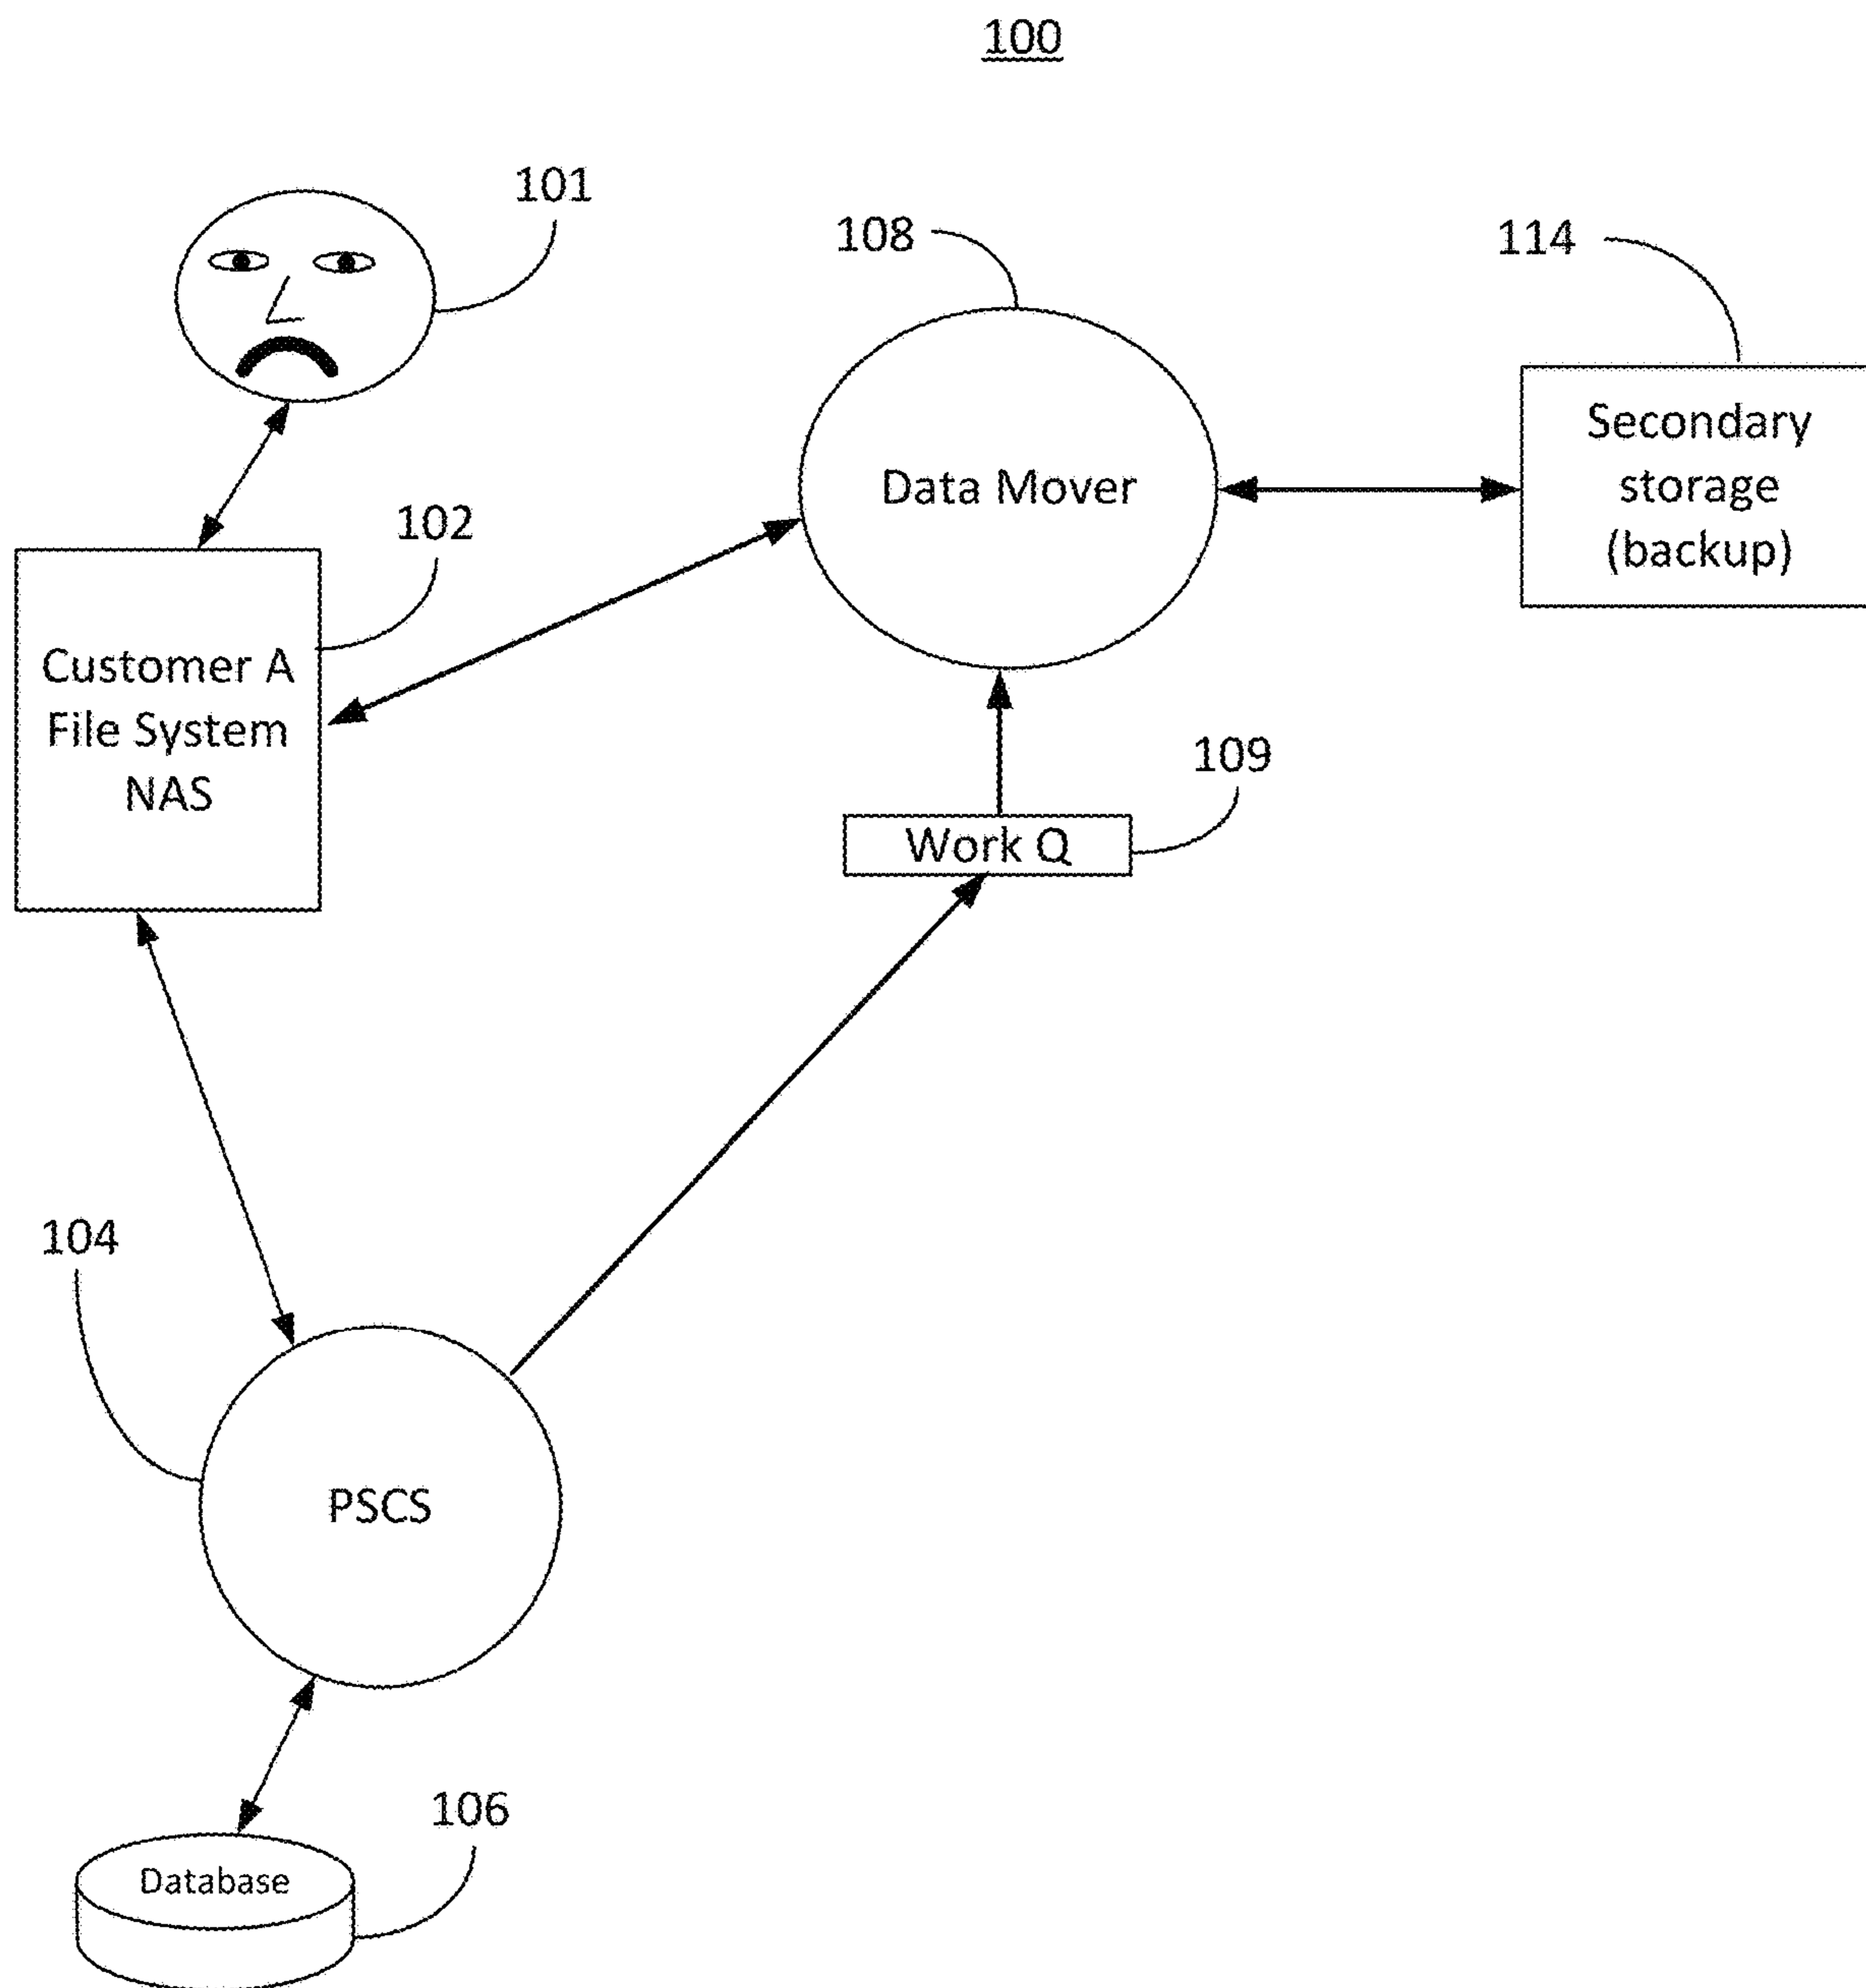 100
101
108
114
Secondary
storage
(backup)
Data Mover
102
Customer A
File System
NAS
109
Work Q
104
PSCS
106
Database